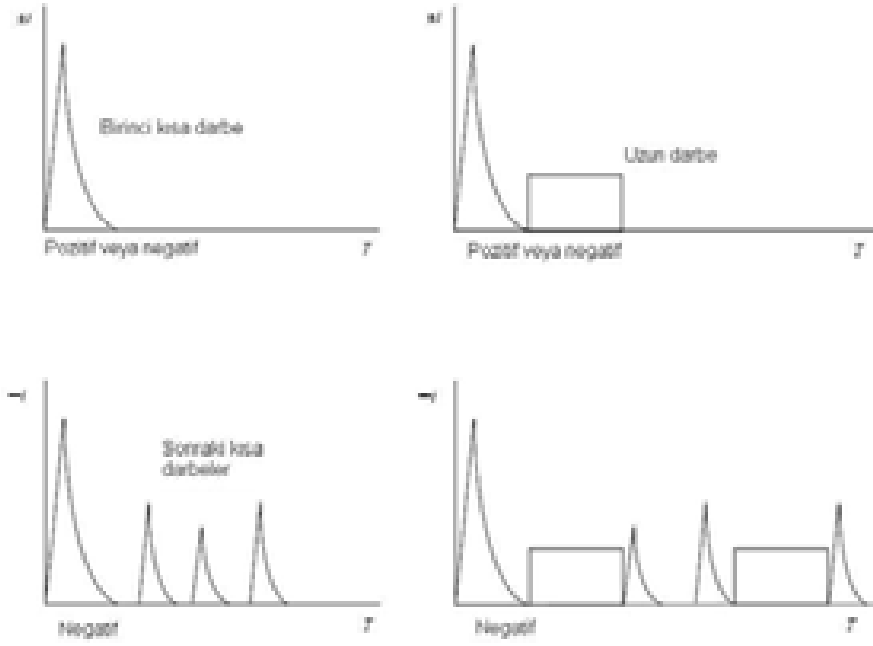 ±I
±I
Birinci kısa darbe
Uzun darbe
Pozitif veya negatif
T
Pozitif veya negatif
T
Sonraki kısa
darbeler
Negatif
T
Negatif
T